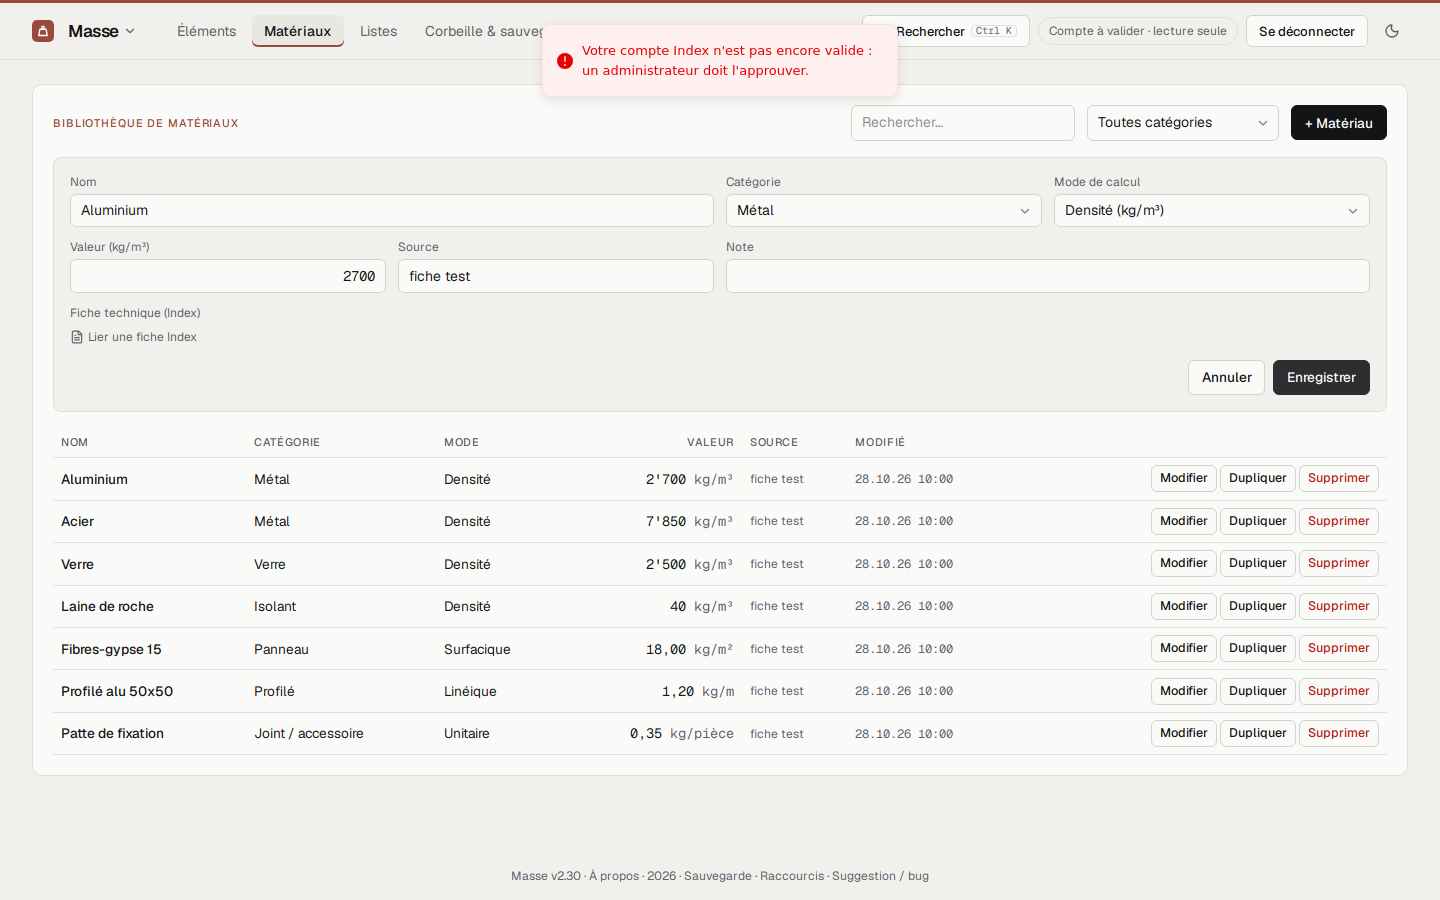 Masse
Éléments
Matériaux
Listes
Corbeille &
Rechercher Ctrl K
Compte à valider · lecture seule
Se déconnecter
Votre compte Index n'est pas encore valide :
un administrateur doit l'approuver.
BIBLIOTHÈQUE DE MATÉRIAUX
Rechercher…
Toutes catégories
+ Matériau
Nom
Catégorie
Mode de calcul
Aluminium
Métal
Densité (kg/m³)
Valeur (kg/m³)
Source
Note
2700
fiche test
Fiche technique (Index)
Lier une fiche Index
Annuler
Enregistrer
NOM CATÉGORIE MODE VALEUR SOURCE MODIFIÉ
Aluminium Métal Densité 2'700 kg/m³ fiche test 28.10.26 10:00 Modifier Dupliquer Supprimer
Acier Métal Densité 7'850 kg/m³ fiche test 28.10.26 10:00 Modifier Dupliquer Supprimer
Verre Verre Densité 2'500 kg/m³ fiche test 28.10.26 10:00 Modifier Dupliquer Supprimer
Laine de roche Isolant Densité 40 kg/m³ fiche test 28.10.26 10:00 Modifier Dupliquer Supprimer
Fibres-gypse 15 Panneau Surfacique 18,00 kg/m² fiche test 28.10.26 10:00 Modifier Dupliquer Supprimer
Profilé alu 50x50 Profilé Linéique 1,20 kg/m fiche test 28.10.26 10:00 Modifier Dupliquer Supprimer
Patte de fixation Joint / accessoire Unitaire 0,35 kg/pièce fiche test 28.10.26 10:00 Modifier Dupliquer Supprimer
Masse v2.30 · À propos · 2026 · Sauvegarde · Raccourcis · Suggestion / bug